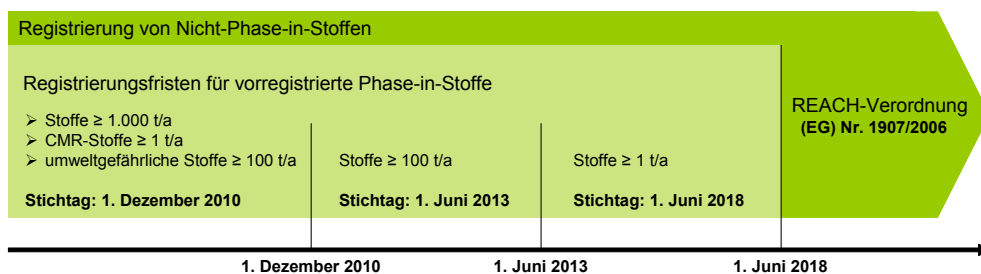 Registrierung von Nicht-Phase-in-Stoffen
Registrierungsfristen für vorregistrierte Phase-in-Stoffe
➢ Stoffe ≥ 1.000 t/a
➢ CMR-Stoffe ≥ 1 t/a
➢ umweltgefährliche Stoffe ≥ 100 t/a
Stichtag: 1. Dezember 2010
Stoffe ≥ 100 t/a
Stichtag: 1. Juni 2013
Stoffe ≥ 1 t/a
Stichtag: 1. Juni 2018
REACH-Verordnung
(EG) Nr. 1907/2006
1. Dezember 2010
1. Juni 2013
1. Juni 2018